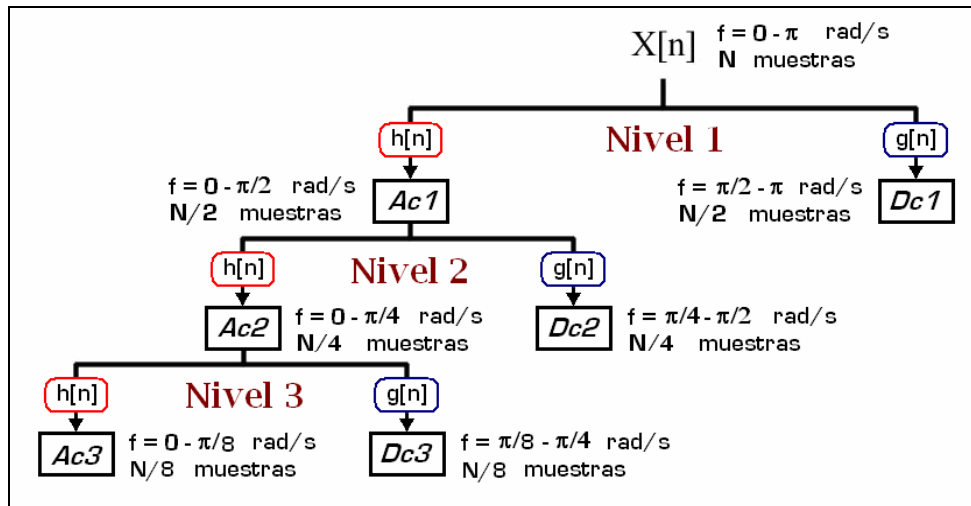 X[n]
f = 0 - π rad/s
N muestras
h[n]
Nivel 1
g[n]
f = 0 - π/2 rad/s
N/2 muestras
Ac1
f = π/2 - π rad/s
N/2 muestras
Dc1
h[n]
Nivel 2
g[n]
Ac2
f = 0 - π/4 rad/s
N/4 muestras
Dc2
f = π/4 - π/2 rad/s
N/4 muestras
h[n]
Nivel 3
g[n]
Ac3
f = 0 - π/8 rad/s
N/8 muestras
Dc3
f = π/8 - π/4 rad/s
N/8 muestras